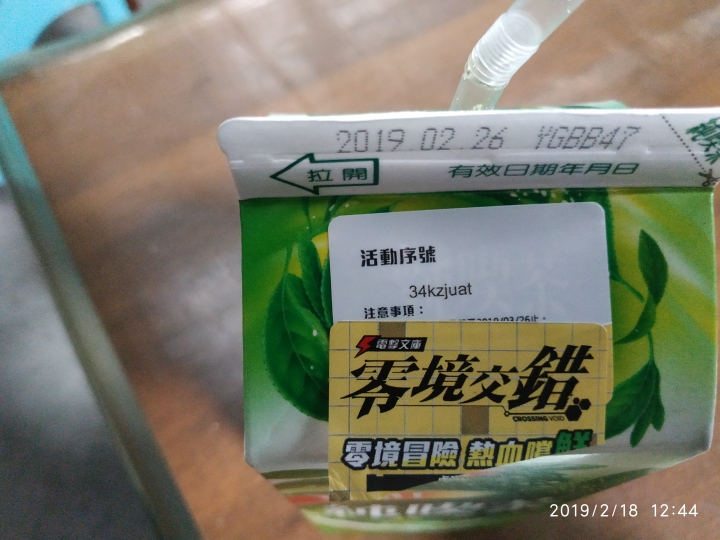 2019.02.26 YGBB47
拉開
有效日期年月日
活動序號
34kzjuat
注意事項：
電撃文庫
零境交錯
CROSSING VOID
零境冒險 熱血嚐鮮
2019/2/18 12:44